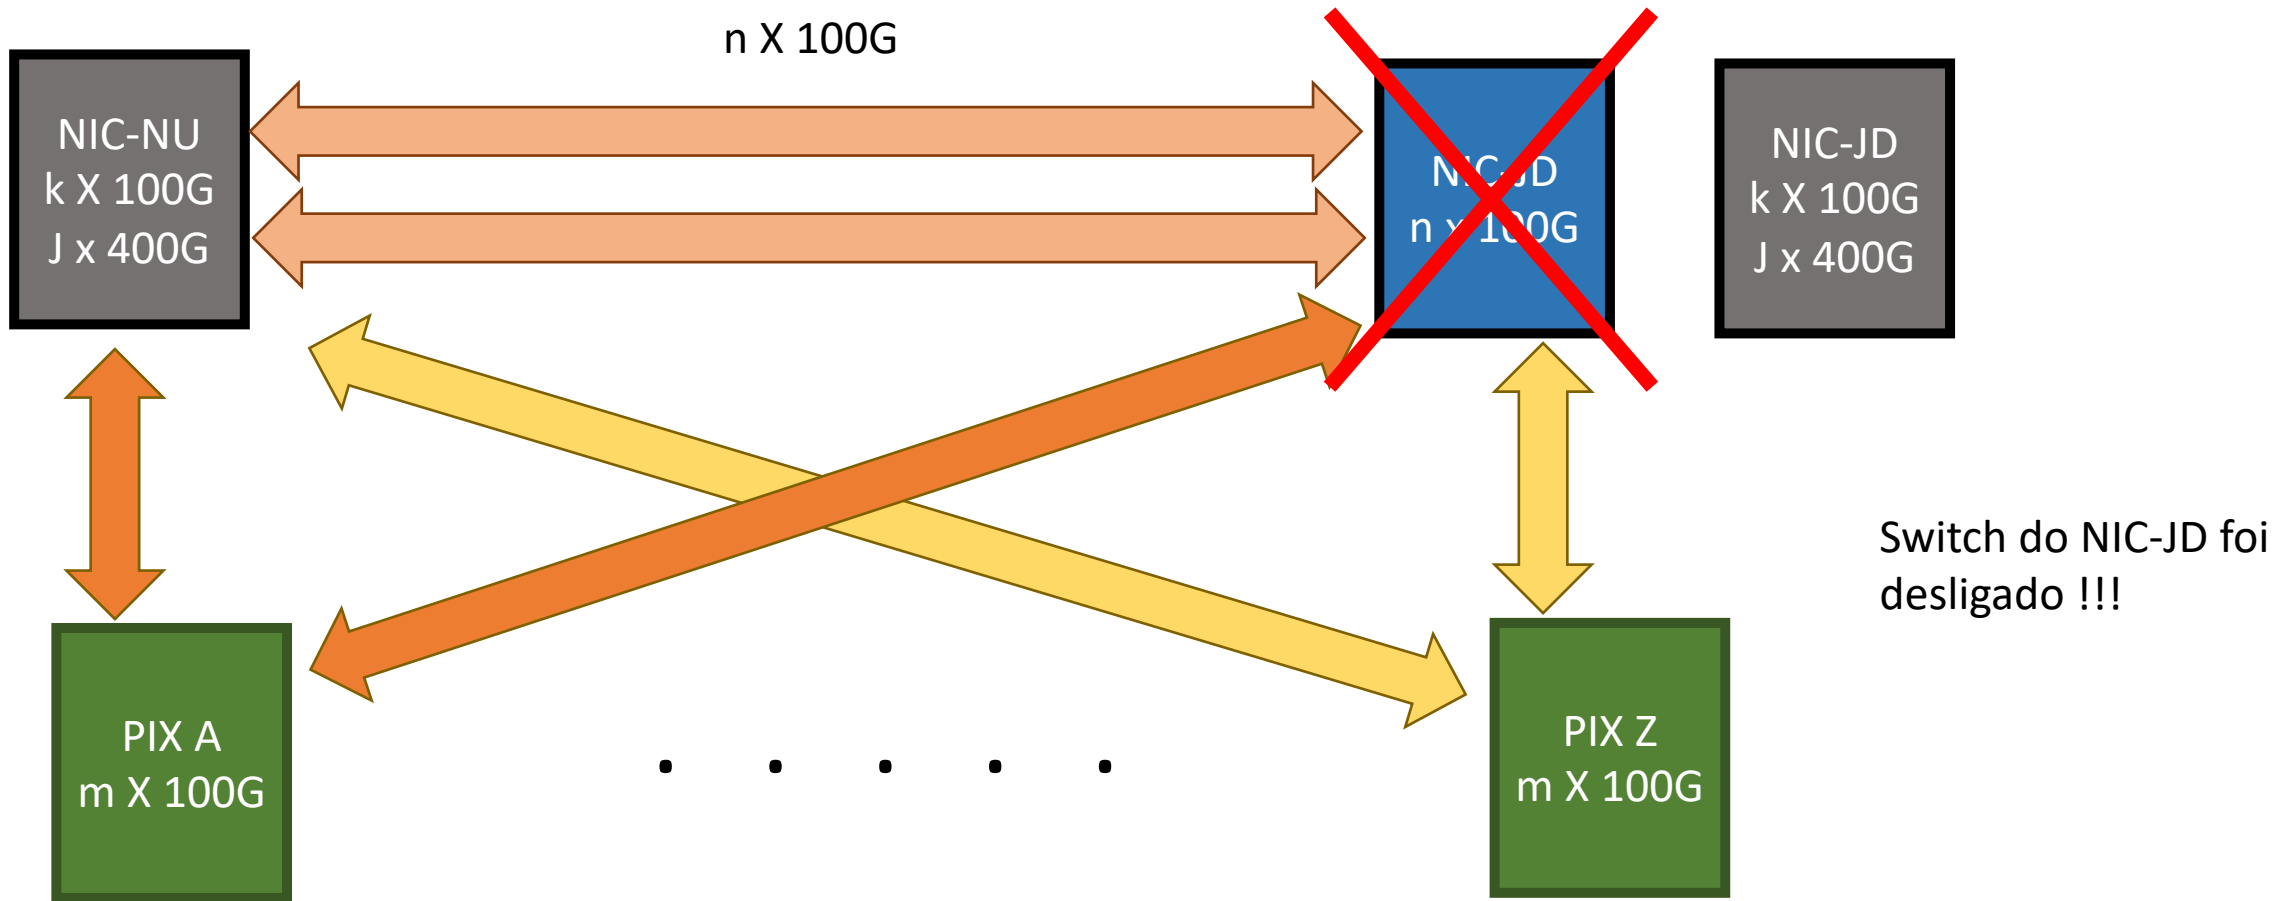 n X 100G
NIC-NU
k X 100G
J x 400G
NIC-JD
n x 100G
NIC-JD
k X 100G
J x 400G
Switch do NIC-JD foi
desligado !!!
PIX A
m X 100G
. . . . .
PIX Z
m X 100G